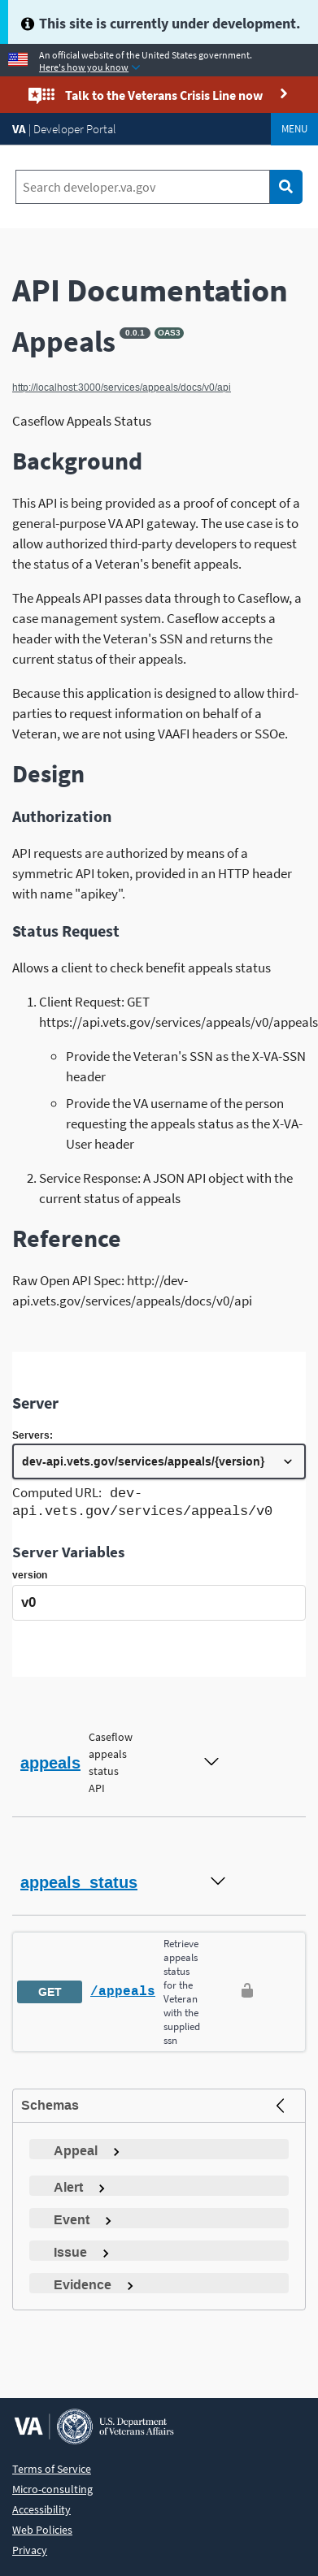 This site is currently under development.
An official website of the United States government.
Here's how you know
Talk to the Veterans Crisis Line now
VA | Developer Portal
MENU
Search developer.va.gov
API Documentation
Appeals 0.0.1 OAS3
http://localhost:3000/services/appeals/docs/v0/api
Caseflow Appeals Status
Background
This API is being provided as a proof of concept of a
general-purpose VA API gateway. The use case is to
allow authorized third-party developers to request
the status of a Veteran's benefit appeals.
The Appeals API passes data through to Caseflow, a
case management system. Caseflow accepts a
header with the Veteran's SSN and returns the
current status of their appeals.
Because this application is designed to allow third-
parties to request information on behalf of a
Veteran, we are not using VAAFI headers or SSOe.
Design
Authorization
API requests are authorized by means of a
symmetric API token, provided in an HTTP header
with name "apikey".
Status Request
Allows a client to check benefit appeals status
1. Client Request: GET
https://api.vets.gov/services/appeals/v0/appeals
Provide the Veteran's SSN as the X-VA-SSN
header
Provide the VA username of the person
requesting the appeals status as the X-VA-
User header
2. Service Response: A JSON API object with the
current status of appeals
Reference
Raw Open API Spec: http://dev-
api.vets.gov/services/appeals/docs/v0/api
Server
Servers:
dev-api.vets.gov/services/appeals/{version}
Computed URL: dev-
api.vets.gov/services/appeals/v0
Server Variables
version
v0
appeals
Caseflow
appeals
status
API
appeals_status
GET
/appeals
Retrieve
appeals
status
for the
Veteran
with the
supplied
ssn
Schemas
Appeal
Alert
Event
Issue
Evidence
VA
U.S. Department
of Veterans Affairs
Terms of Service
Micro-consulting
Accessibility
Web Policies
Privacy